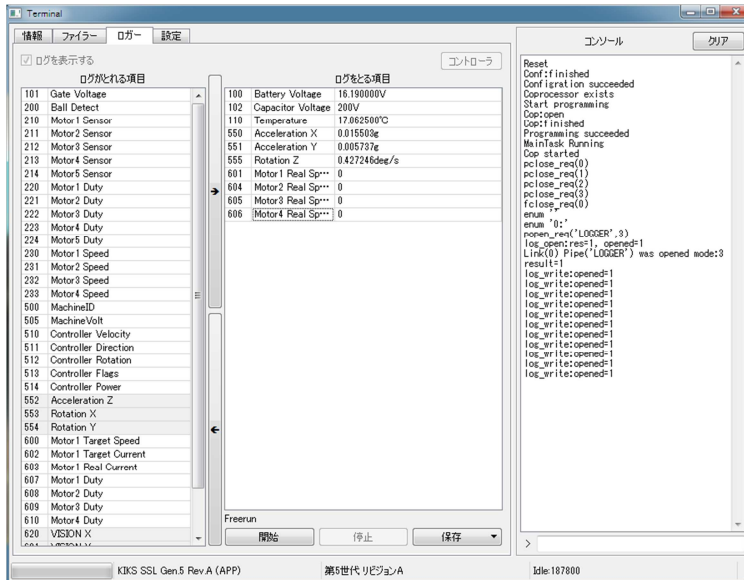 Terminal
情報 ファイラー ロガー 設定
ログを表示する
コントローラ
ログがとれる項目
101 Gate Voltage
200 Ball Detect
210 Motor1 Sensor
211 Motor2 Sensor
212 Motor3 Sensor
213 Motor4 Sensor
214 Motor5 Sensor
220 Motor1 Duty
221 Motor2 Duty
222 Motor3 Duty
223 Motor4 Duty
224 Motor5 Duty
230 Motor1 Speed
231 Motor2 Speed
232 Motor3 Speed
233 Motor4 Speed
500 MachineID
505 MachineVolt
510 Controller Velocity
511 Controller Direction
512 Controller Rotation
513 Controller Flags
514 Controller Power
552 Acceleration Z
553 Rotation X
554 Rotation Y
600 Motor1 Target Speed
602 Motor1 Target Current
603 Motor1 Real Current
607 Motor1 Duty
608 Motor2 Duty
609 Motor3 Duty
610 Motor4 Duty
620 VISION X
ログをとる項目
100 Battery Voltage 16.190000V
102 Capacitor Voltage 200V
110 Temperature 17.062500℃
550 Acceleration X 0.015503g
551 Acceleration Y 0.005737g
555 Rotation Z 0.427246deg/s
601 Motor1 Real Sp… 0
604 Motor2 Real Sp… 0
605 Motor3 Real Sp… 0
606 Motor4 Real Sp… 0
Freerun
開始 停止 保存
コンソール クリア
Reset
Conf:finished
Configration succeeded
Coprocessor exists
Start programming
Cop:open
Cop:finished
Programming succeeded
MainTask Running
Cop started
pclose_req(0)
pclose_req(1)
pclose_req(2)
pclose_req(3)
fclose_req(0)
enum '/'
enum '0:'
popen_req('LOGGER',3)
log_open:res=1, opened=1
Link(0) Pipe('LOGGER') was opened mode:3
result=1
log_write:opened=1
log_write:opened=1
log_write:opened=1
log_write:opened=1
log_write:opened=1
log_write:opened=1
log_write:opened=1
log_write:opened=1
log_write:opened=1
log_write:opened=1
log_write:opened=1
log_write:opened=1
>
KIKS SSL Gen.5 Rev.A (APP) 第5世代 リビジョンA Idle:187800